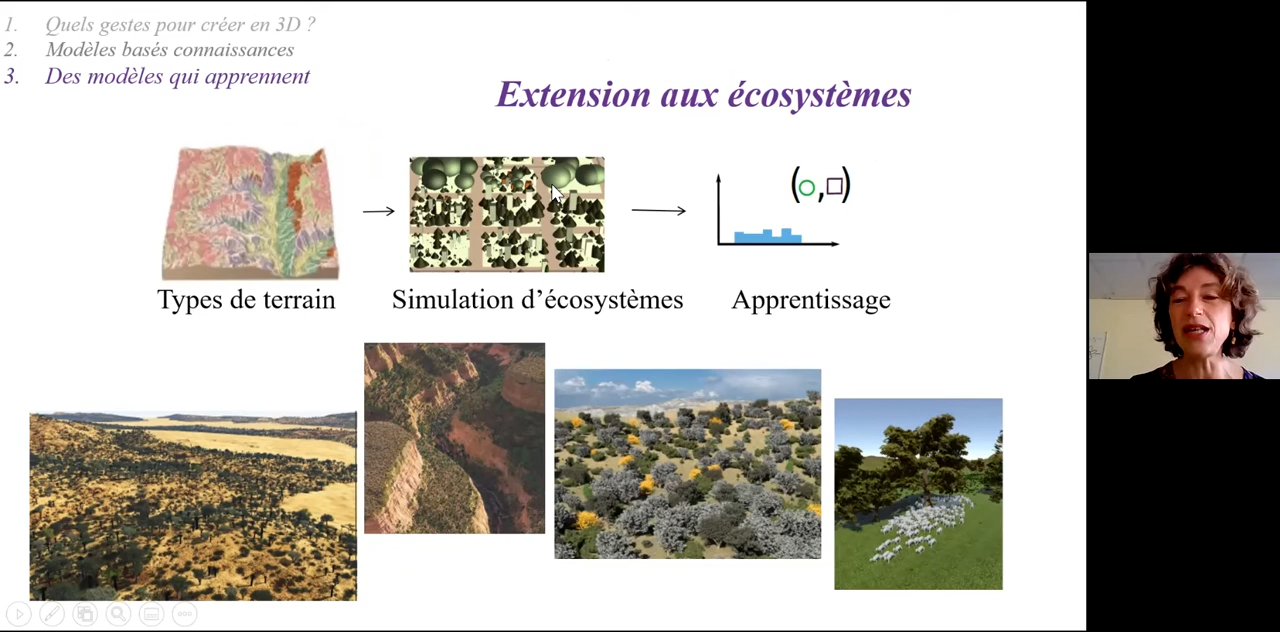 1. Quels gestes pour créer en 3D ?
2. Modèles basés connaissances
3. Des modèles qui apprennent
Extension aux écosystèmes
Types de terrain
Simulation d’écosystèmes
Apprentissage